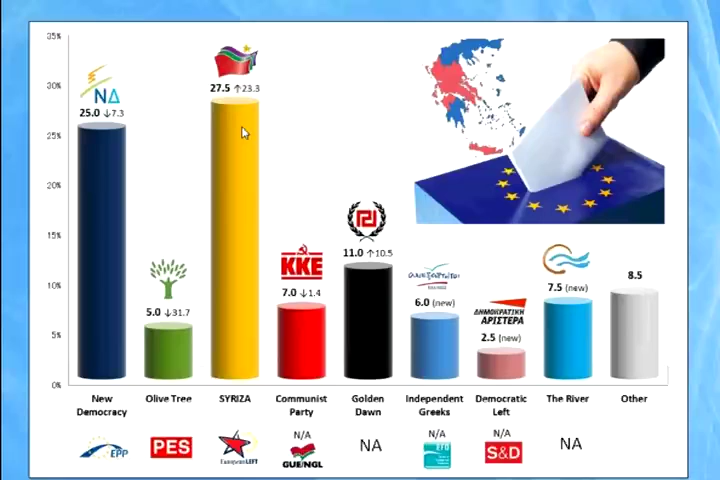 35%
30%
25%
20%
15%
10%
5%
0%
ΝΔ
25.0 ↓7.3
5.0 ↓31.7
27.5 ↑23.3
ΚΚΕ
7.0 ↓1.4
11.0 ↑10.5
6.0 (new)
ΔΗΜΟΚΡΑΤΙΚΗ
ΑΡΙΣΤΕΡΑ
2.5 (new)
7.5 (new)
8.5
New
Democracy
Olive Tree
SYRIZA
Communist
Party
Golden
Dawn
Independent
Greeks
Democratic
Left
The River
Other
EPP
PES
European LEFT
N/A
GUE/NGL
NA
N/A
EFD
N/A
S&D
NA